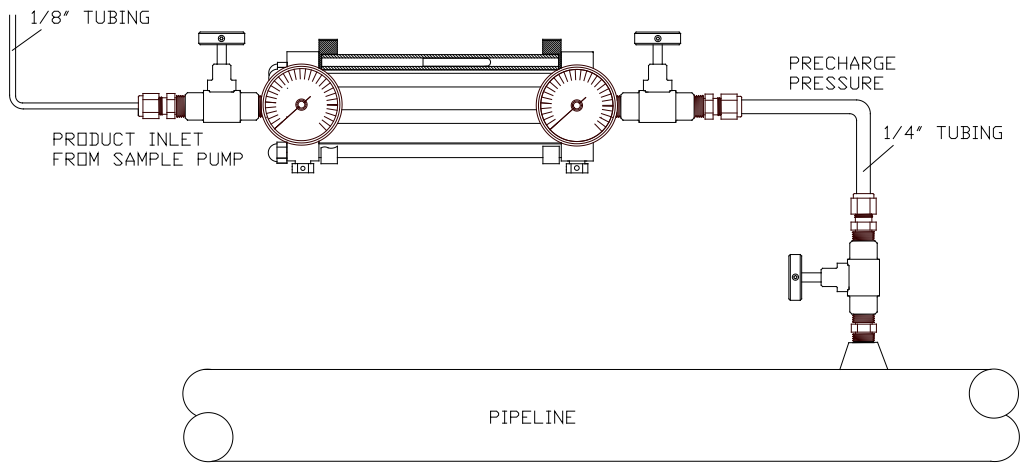 1/8" TUBING
PRECHARGE
PRESSURE
1/4" TUBING
PRODUCT INLET
FROM SAMPLE PUMP
PIPELINE